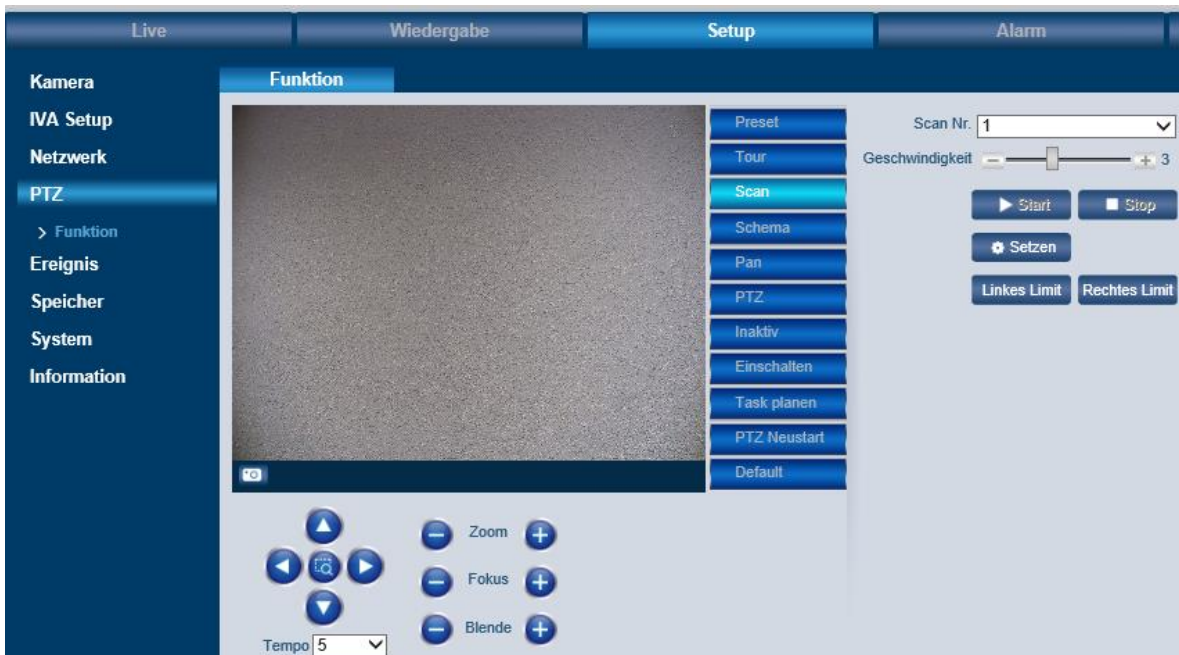 Live Wiedergabe Setup Alarm
Kamera
IVA Setup
Netzwerk
PTZ
> Funktion
Ereignis
Speicher
System
Information
Funktion
Preset
Tour
Scan
Schema
Pan
PTZ
Inaktiv
Einschalten
Task planen
PTZ Neustart
Default
Scan Nr. 1
Geschwindigkeit 3
Start Stop
Setzen
Linkes Limit Rechtes Limit
Zoom
Fokus
Blende
Tempo 5